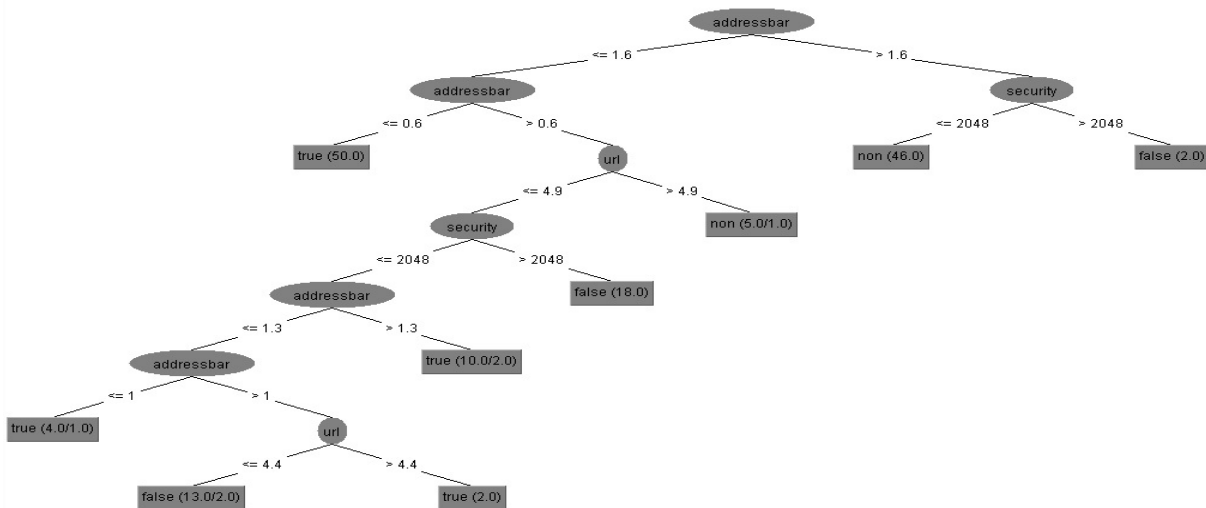 addressbar
<= 1.6 > 1.6
addressbar security
<= 0.6 > 0.6 <= 2048 > 2048
true (50.0) url non (46.0) false (2.0)
<= 4.9 > 4.9
security non (5.0/1.0)
<= 2048 > 2048
addressbar false (18.0)
<= 1.3 > 1.3
addressbar true (10.0/2.0)
<= 1 > 1
true (4.0/1.0) url
<= 4.4 > 4.4
false (13.0/2.0) true (2.0)